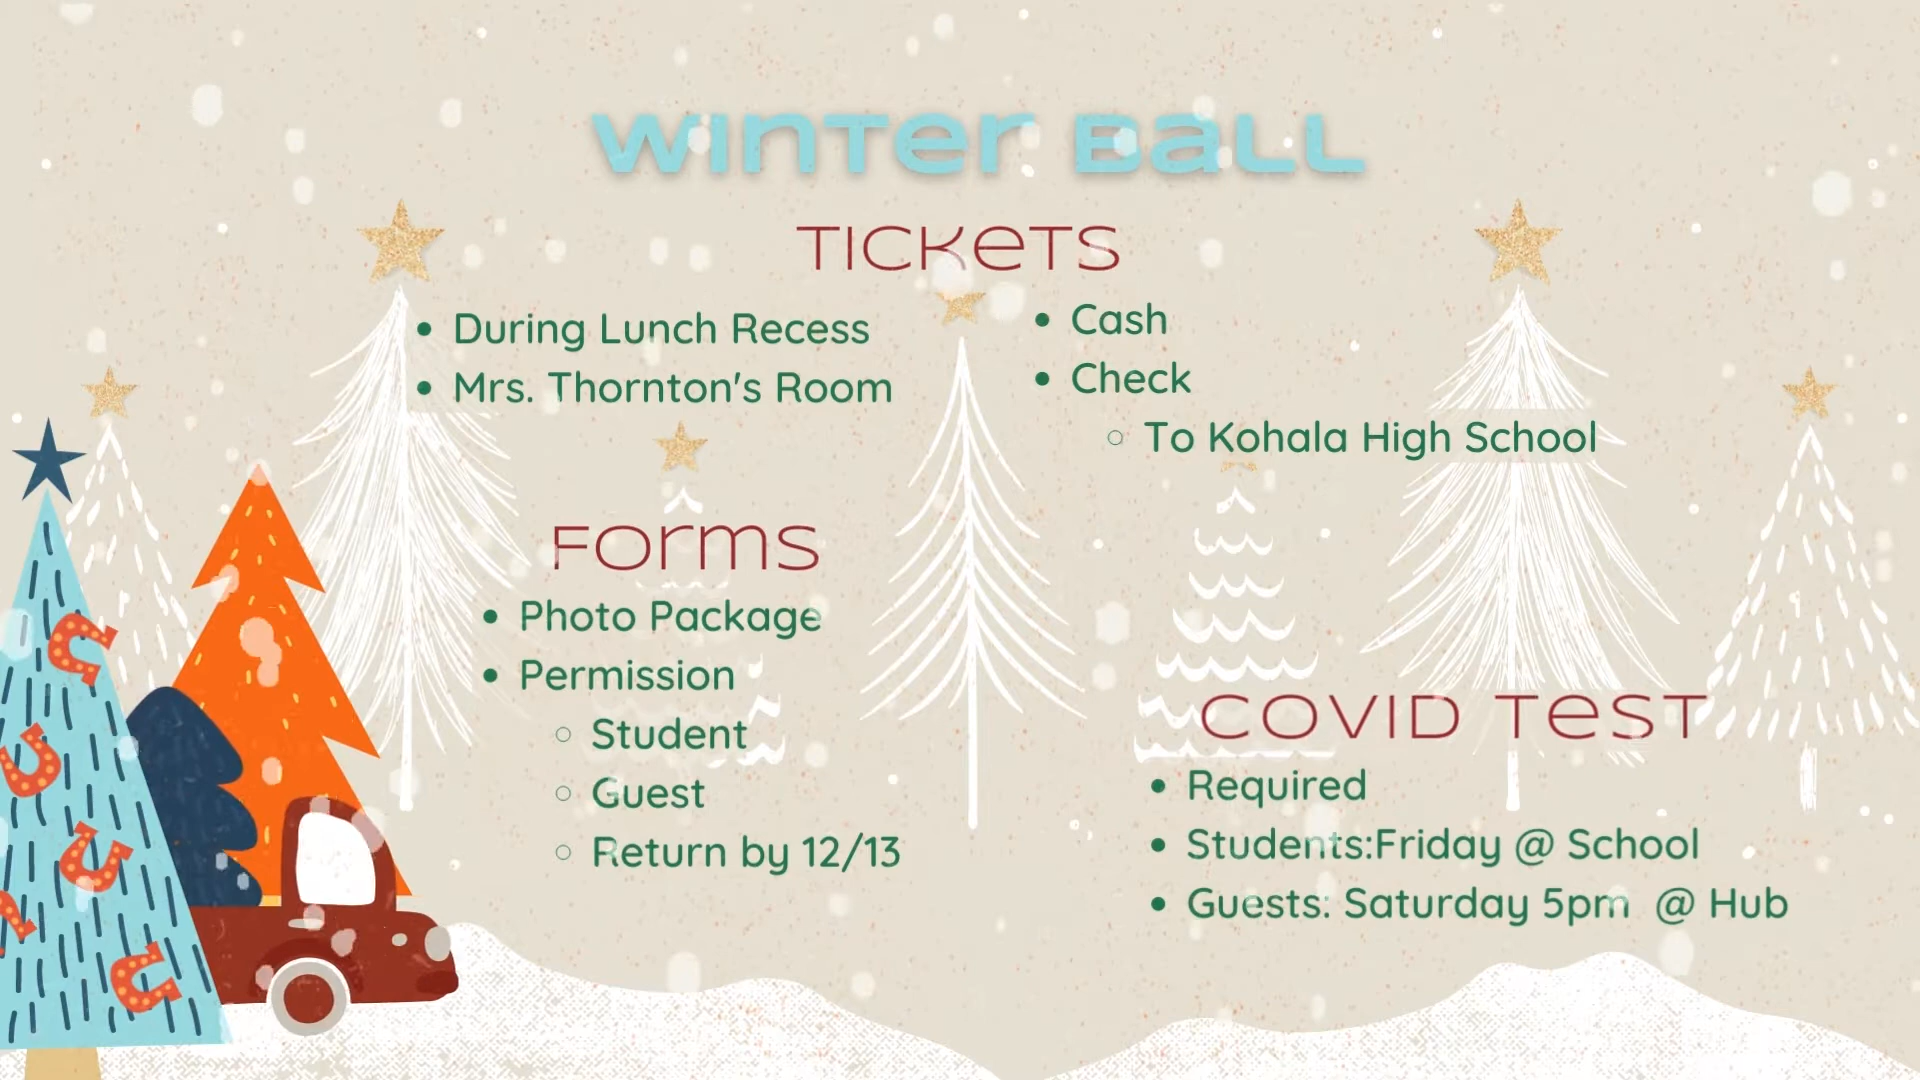 Winter Ball
Tickets
During Lunch Recess
Mrs. Thornton's Room
Cash
Check
To Kohala High School
Forms
Photo Package
Permission
Student
Guest
Return by 12/13
COVID Test
Required
Students:Friday @ School
Guests: Saturday 5pm @ Hub